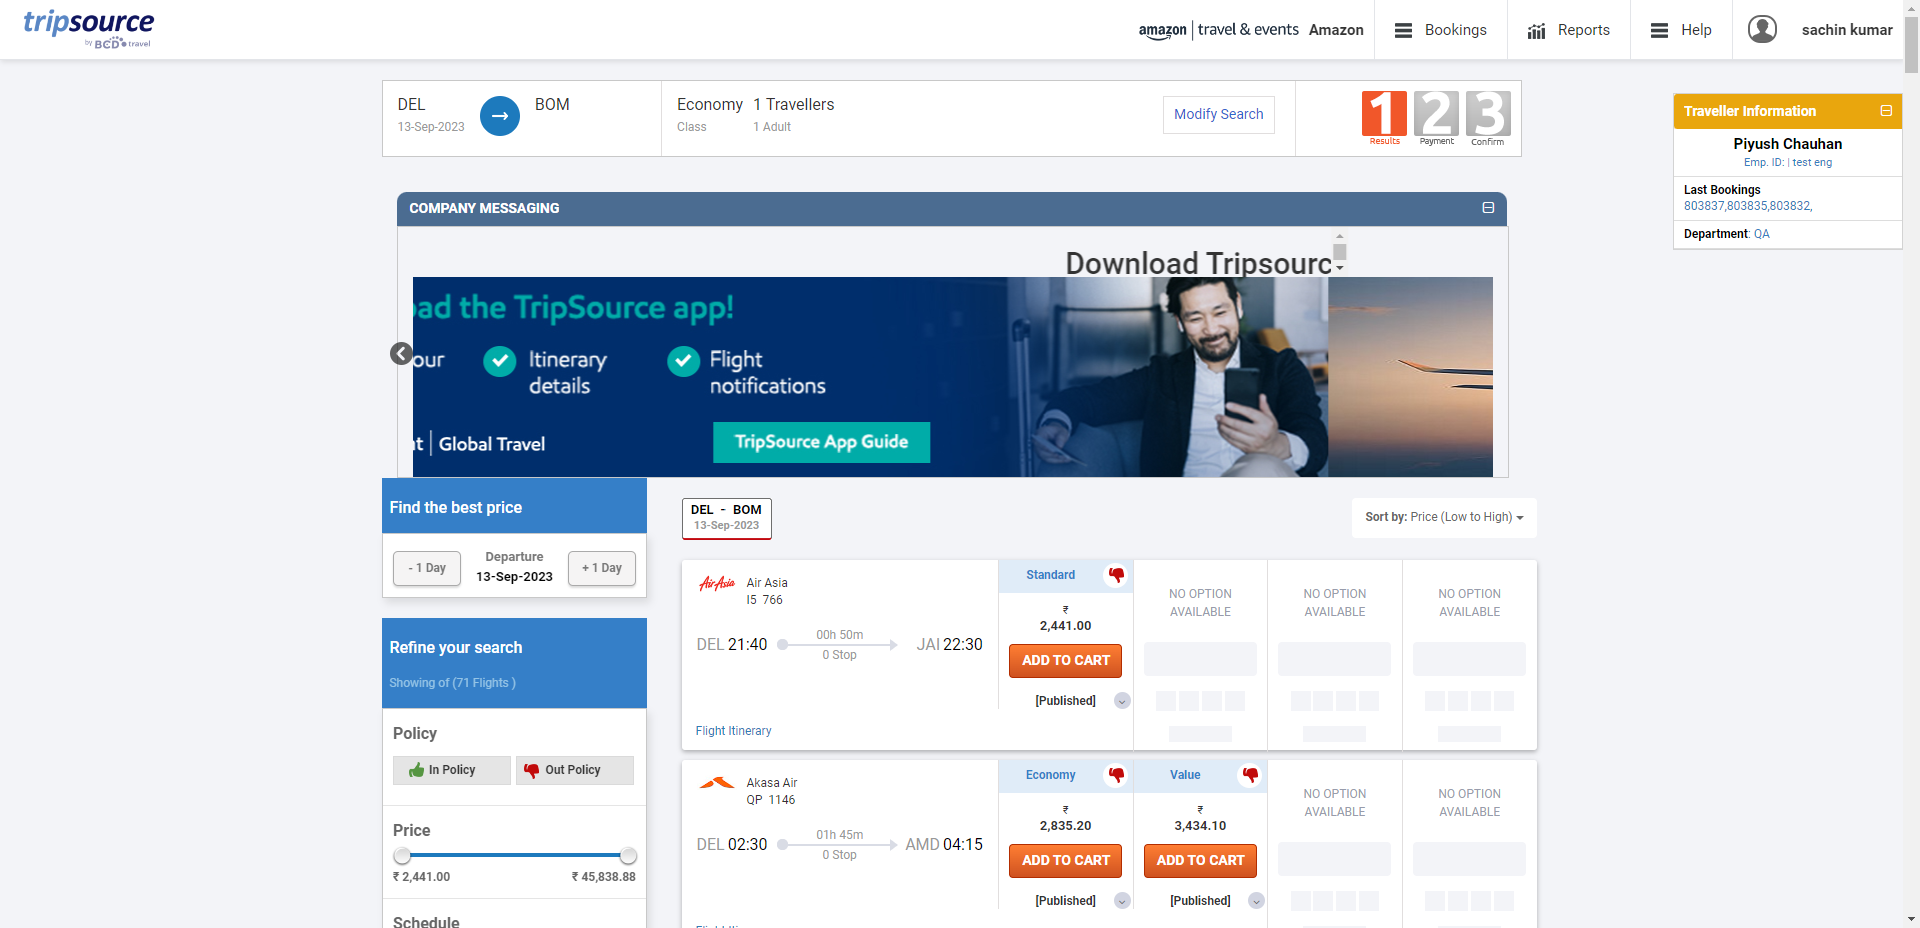 tripsource
by BCD travel
amazon | travel & events Amazon
Bookings
Reports
Help
sachin kumar
DEL
13-Sep-2023
BOM
Economy
Class
1 Travellers
1 Adult
Modify Search
1
Results
2
Payment
3
Confirm
Traveller Information
Piyush Chauhan
Emp. ID: | test eng
Last Bookings
803837,803835,803832,
Department: QA
COMPANY MESSAGING
Download Tripsourc
oad the TripSource app!
our
Itinerary
details
Flight
notifications
t | Global Travel
TripSource App Guide
Find the best price
- 1 Day
Departure
13-Sep-2023
+ 1 Day
Refine your search
Showing of (71 Flights )
Policy
In Policy
Out Policy
Price
₹ 2,441.00
₹ 45,838.88
Schedule
DEL - BOM
13-Sep-2023
Sort by: Price (Low to High)
AirAsia
Air Asia
I5 766
DEL 21:40
00h 50m
0 Stop
JAI 22:30
Flight Itinerary
Standard
₹
2,441.00
ADD TO CART
[Published]
NO OPTION
AVAILABLE
NO OPTION
AVAILABLE
NO OPTION
AVAILABLE
Akasa Air
QP 1146
DEL 02:30
01h 45m
0 Stop
AMD 04:15
Economy
₹
2,835.20
ADD TO CART
[Published]
Value
₹
3,434.10
ADD TO CART
[Published]
NO OPTION
AVAILABLE
NO OPTION
AVAILABLE